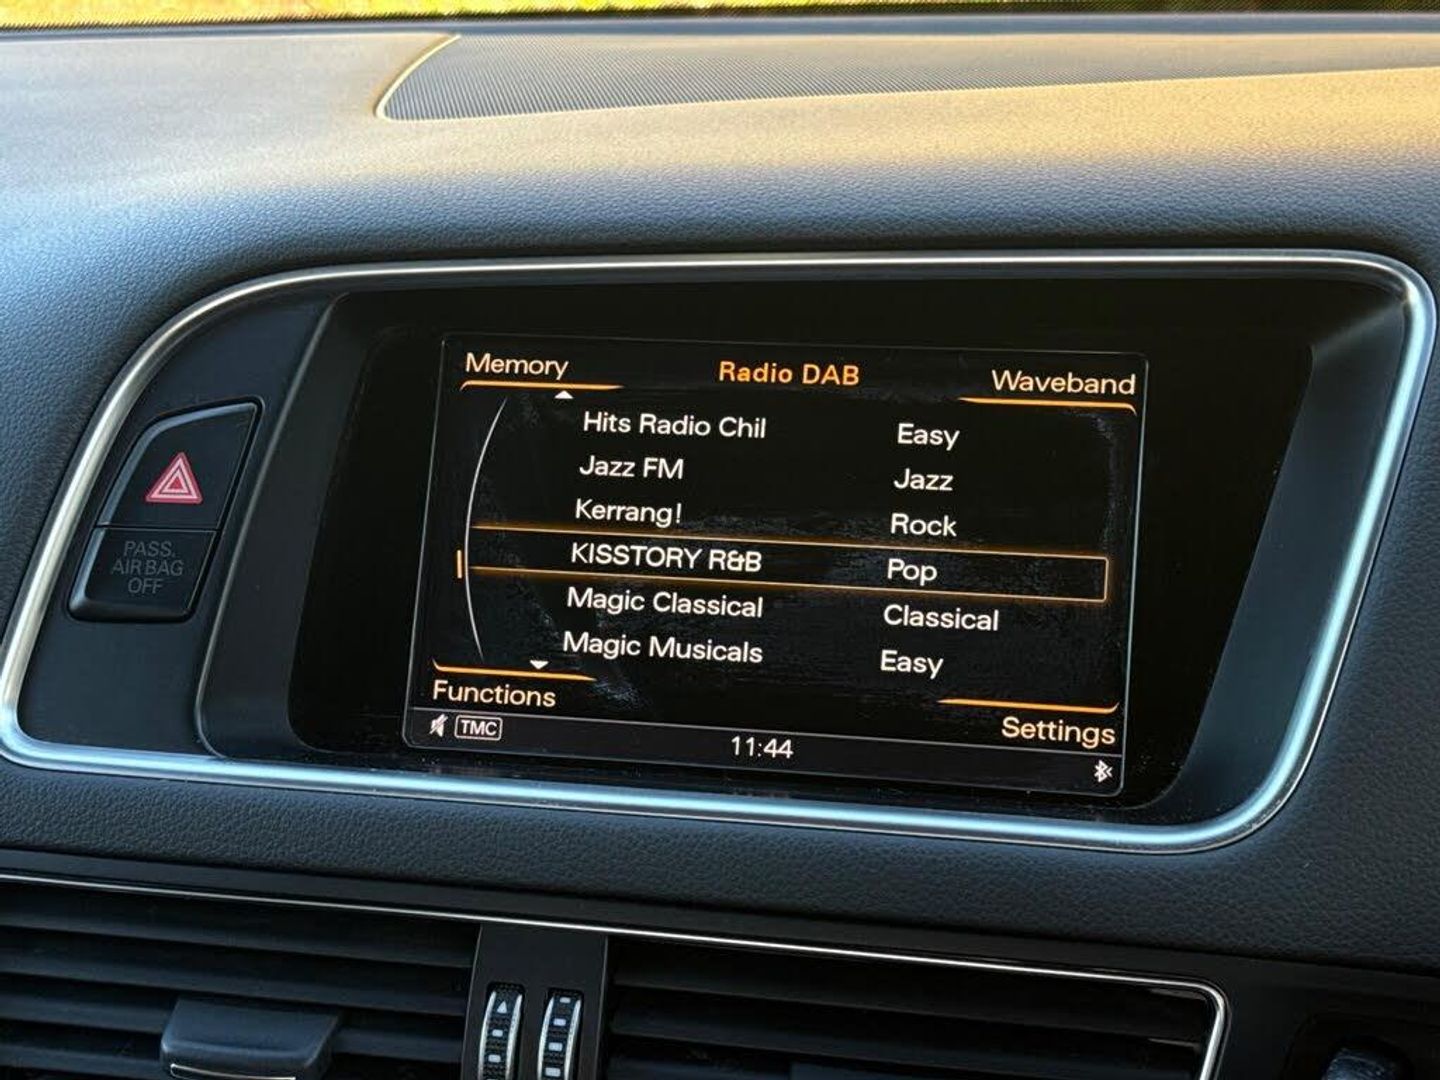 Memory Radio DAB Waveband
Hits Radio Chil Easy
Jazz FM Jazz
Kerrang! Rock
KISSTORY R&B Pop
Magic Classical Classical
Magic Musicals Easy
Functions Settings
TMC 11:44
PASS.
AIR BAG
OFF